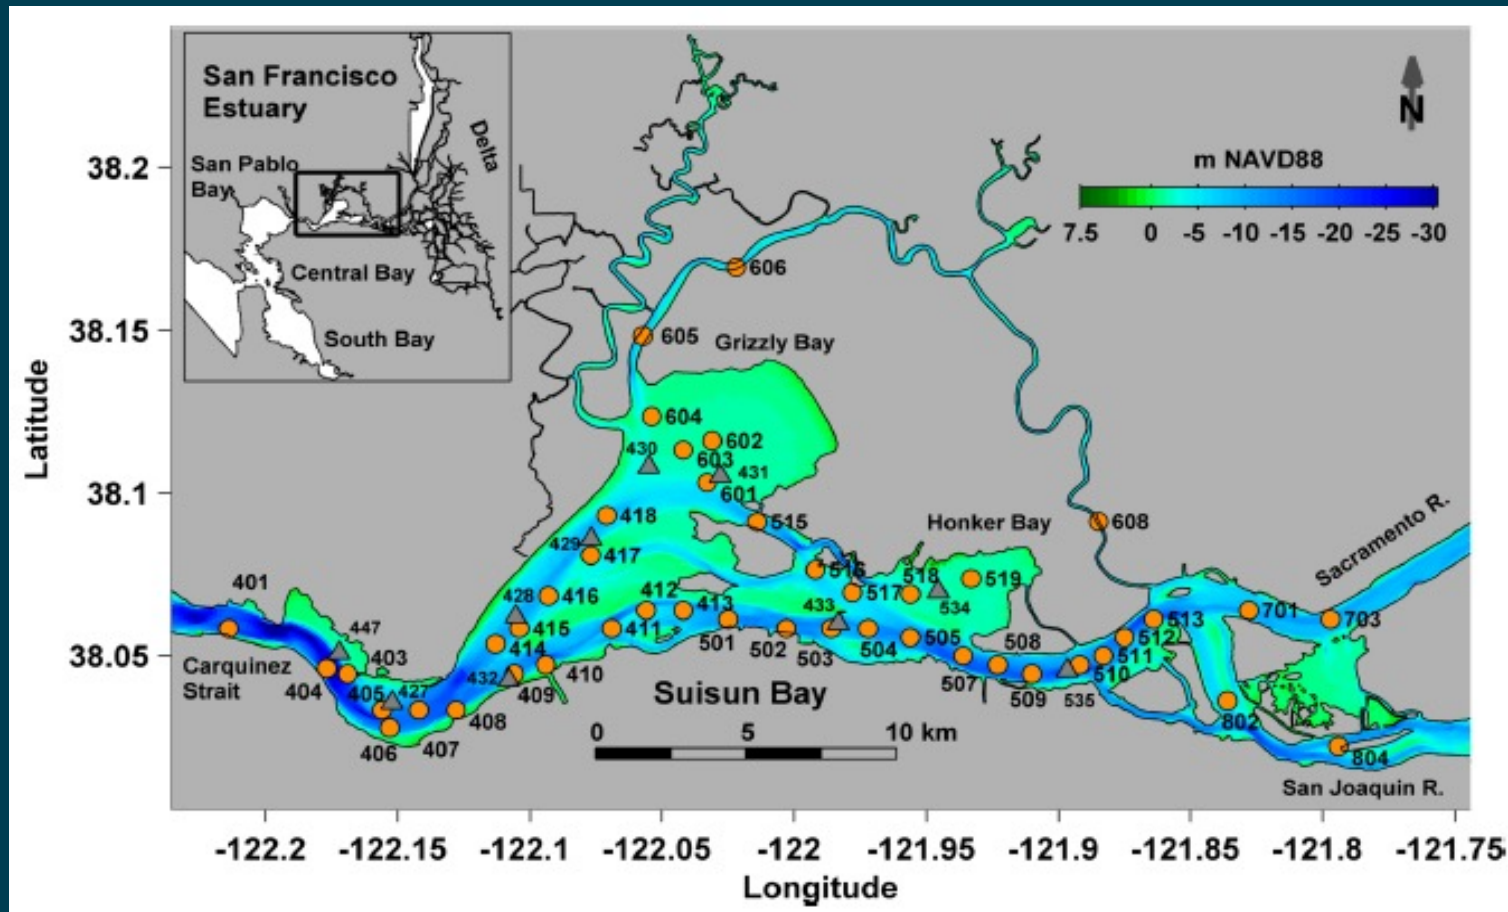 San Francisco
Estuary
San Pablo
Bay
Delta
Central Bay
South Bay
N
m NAVD88
7.5 0 -5 -10 -15 -20 -25 -30
38.2
38.15
38.1
38.05
Latitude
606
605
Grizzly Bay
604
602
603
430
431
601
418
515
Honker Bay
608
Sacramento R.
429
417
516
518
519
517
534
428
416
412
413
433
401
415
411
501
502
503
504
505
508
513
701
703
512
511
447
403
414
Carquinez
Strait
404
405
427
432
409
410
507
509
535
510
Suisun Bay
406
407
408
802
804
0 5 10 km
San Joaquin R.
-122.2 -122.15 -122.1 -122.05 -122 -121.95 -121.9 -121.85 -121.8 -121.75
Longitude